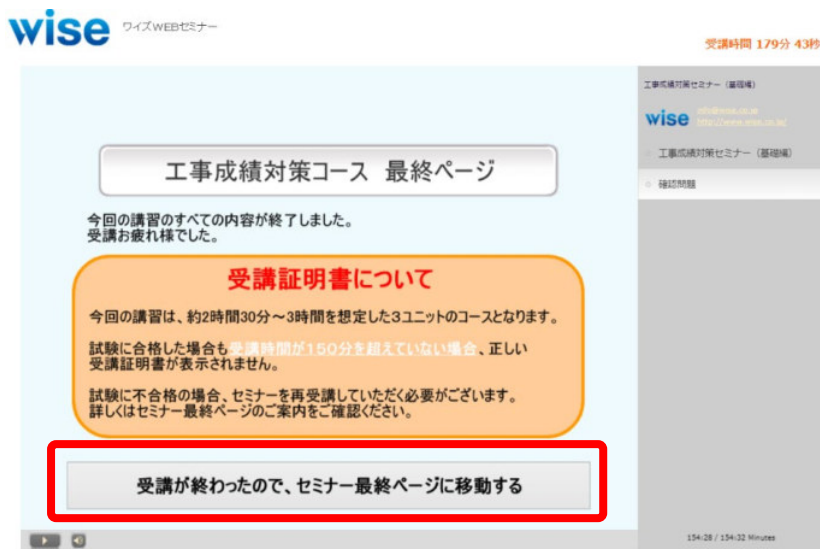 wise ワイズWEBセミナー
受講時間 179分 43秒
工事成績対策セミナー（基礎編）
wise
工事成績対策セミナー（基礎編）
確認問題
工事成績対策コース 最終ページ
今回の講習のすべての内容が終了しました。
受講お疲れ様でした。
受講証明書について
今回の講習は、約2時間30分～3時間を想定した3ユニットのコースとなります。
試験に合格した場合も受講時間が150分を超えていない場合、正しい
受講証明書が表示されません。
試験に不合格の場合、セミナーを再受講していただく必要がございます。
詳しくはセミナー最終ページのご案内をご確認ください。
受講が終わったので、セミナー最終ページに移動する
154:28 / 154:32 Minutes